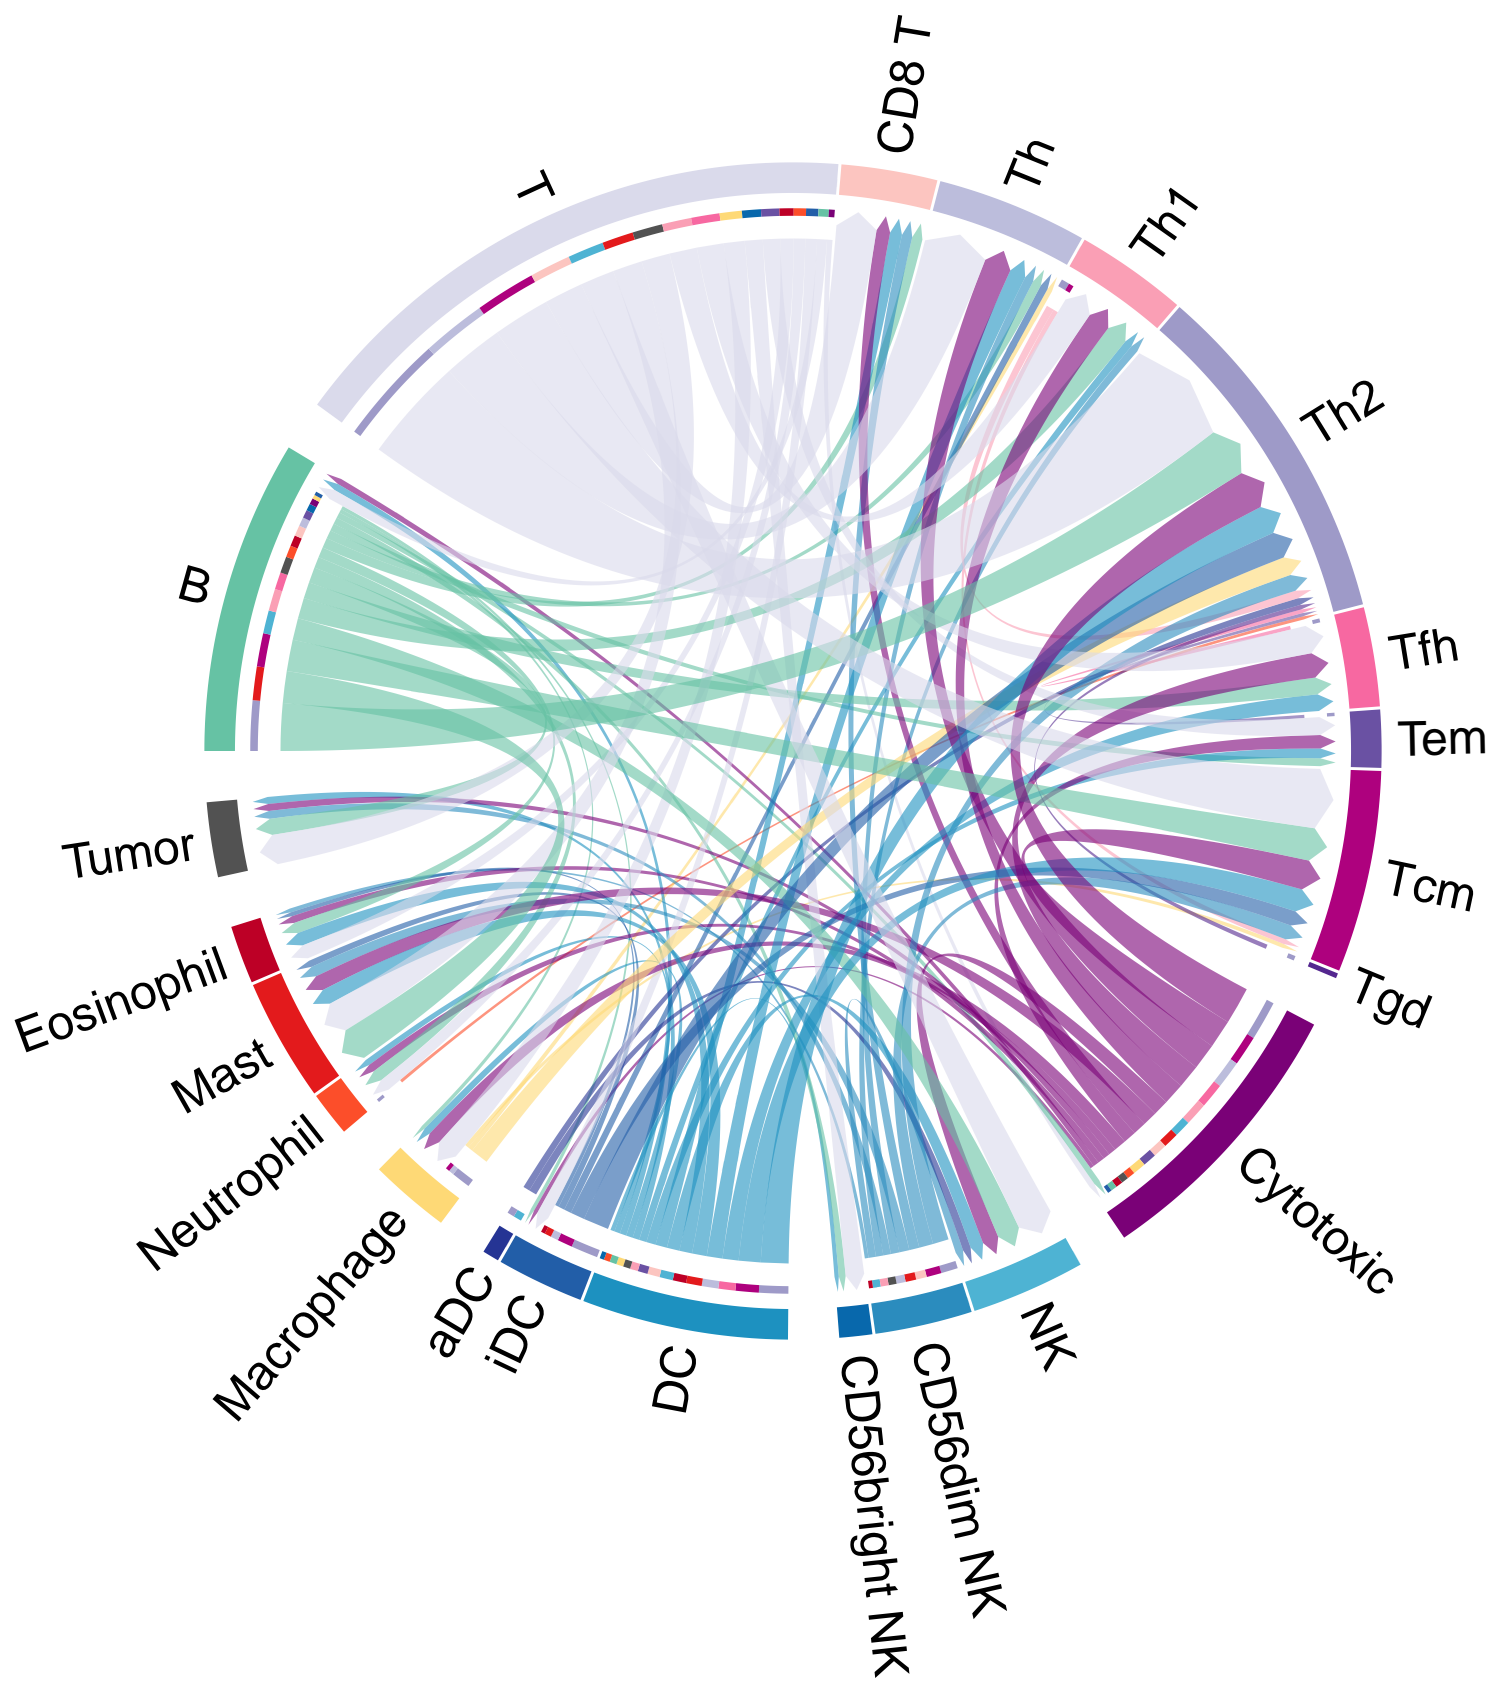 T
CD8 T
Th
Th1
Th2
Tfh
Tem
Tcm
Tgd
Cytotoxic
NK
CD56dim NK
CD56bright NK
DC
iDC
aDC
Macrophage
Neutrophil
Mast
Eosinophil
Tumor
B